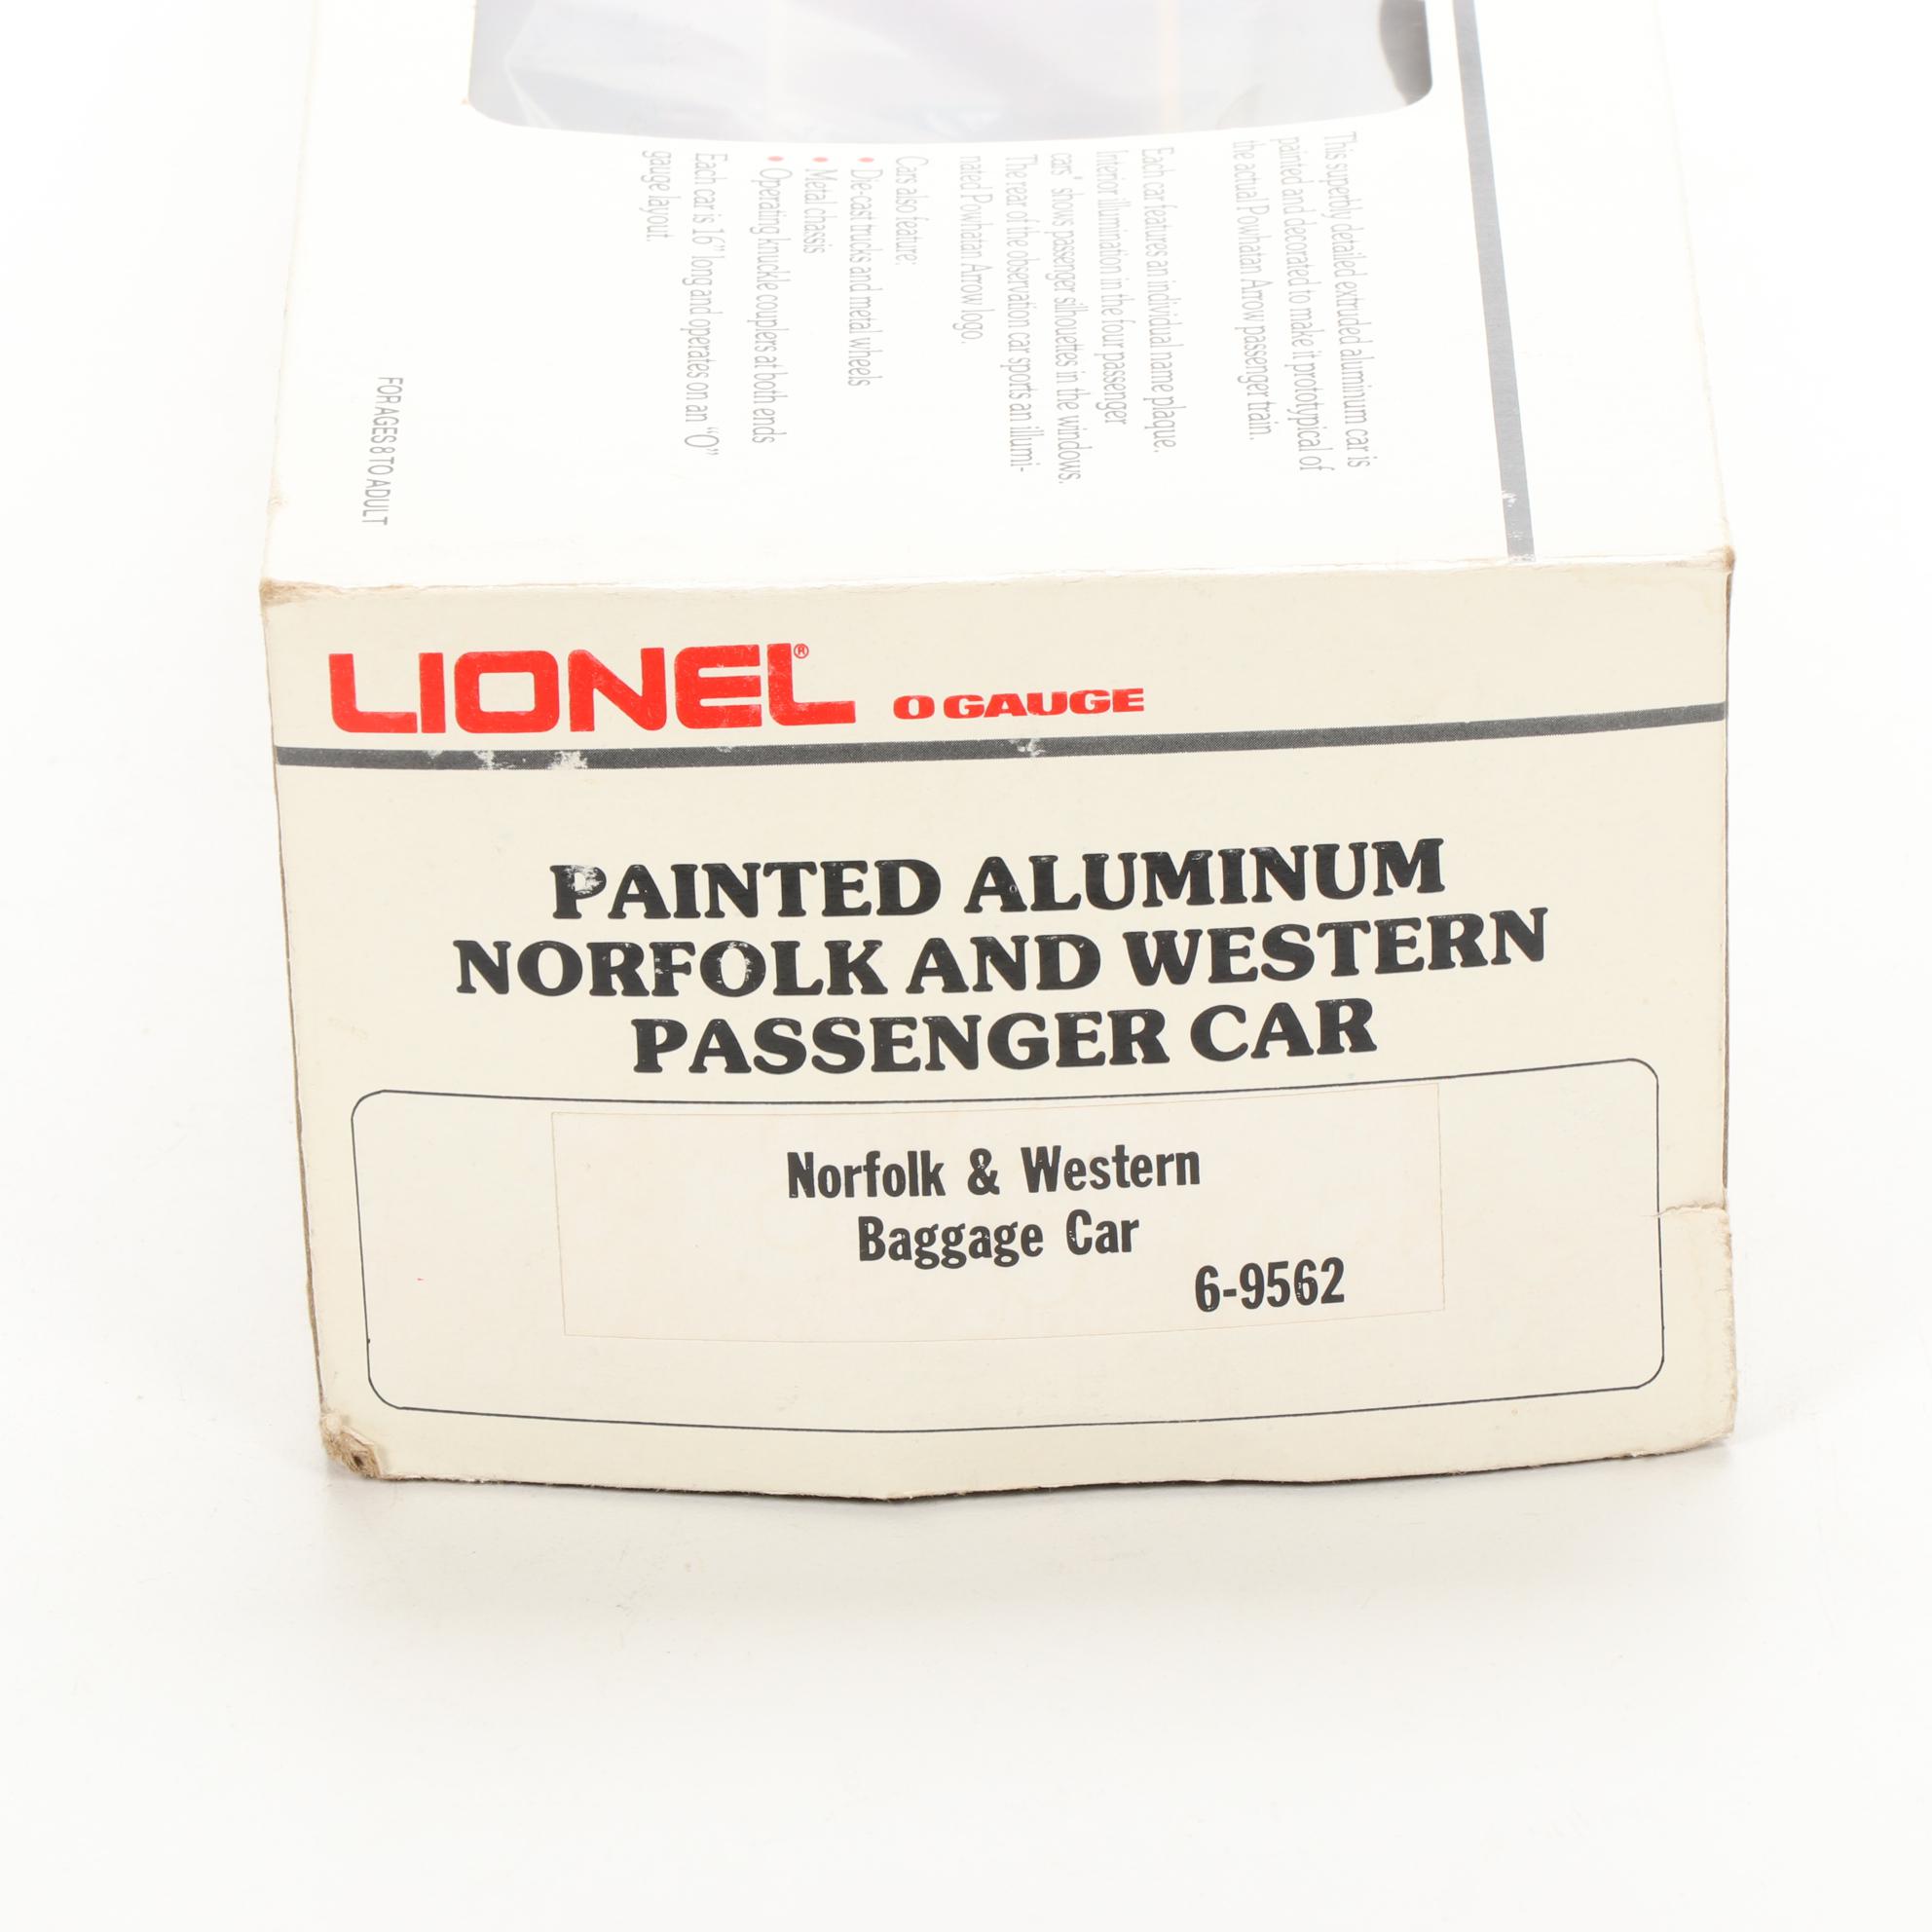 This superbly detailed extruded aluminum car is
painted and decorated to make it prototypical of
the actual Powhatan Arrow passenger train.
Each car features an individual name plaque.
Interior illumination in the four passenger
cars' shows passenger silhouettes in the windows.
The rear of the observation car sports an illumi-
nated Powhatan Arrow logo.
Cars also feature:
• Die-cast trucks and metal wheels
• Metal chassis
• Operating knuckle couplers at both ends
Each car is 16" long and operates on an "O"
gauge layout.
FOR AGES 8 TO ADULT
LIONEL® O GAUGE
PAINTED ALUMINUM
NORFOLK AND WESTERN
PASSENGER CAR
Norfolk & Western
Baggage Car
6-9562